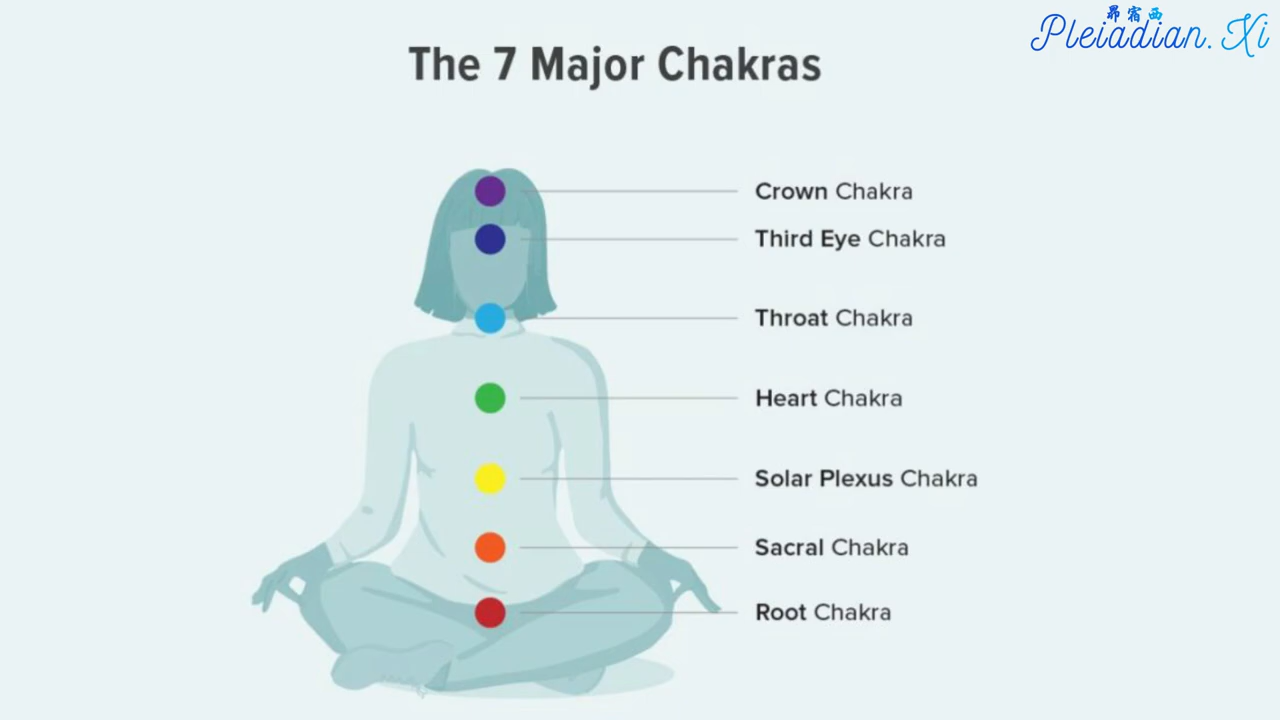 昴宿西
Pleiadian.Xi
The 7 Major Chakras
Crown Chakra
Third Eye Chakra
Throat Chakra
Heart Chakra
Solar Plexus Chakra
Sacral Chakra
Root Chakra